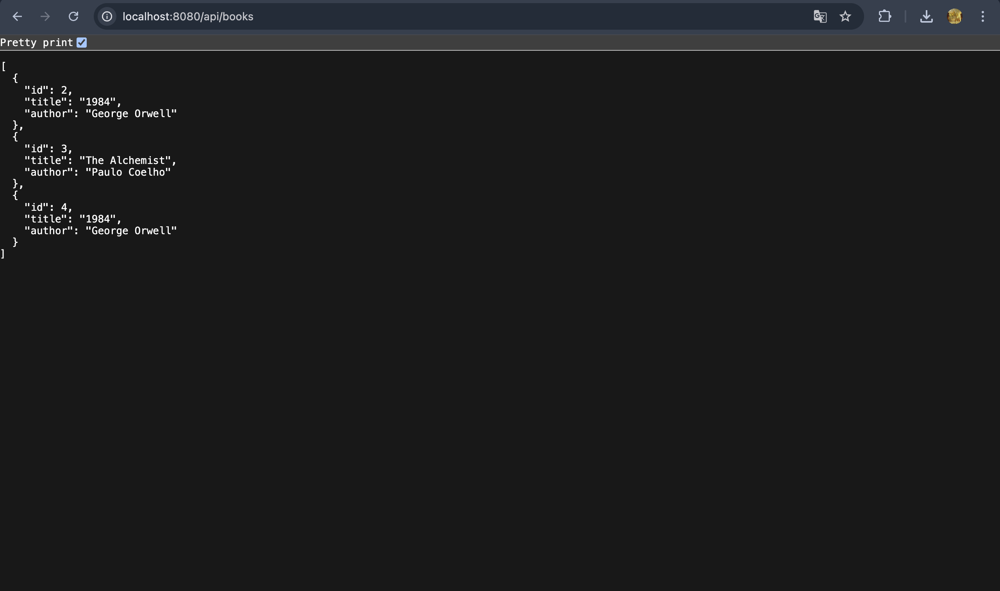 localhost:8080/api/books
Pretty print
[
  {
    "id": 2,
    "title": "1984",
    "author": "George Orwell"
  },
  {
    "id": 3,
    "title": "The Alchemist",
    "author": "Paulo Coelho"
  },
  {
    "id": 4,
    "title": "1984",
    "author": "George Orwell"
  }
]